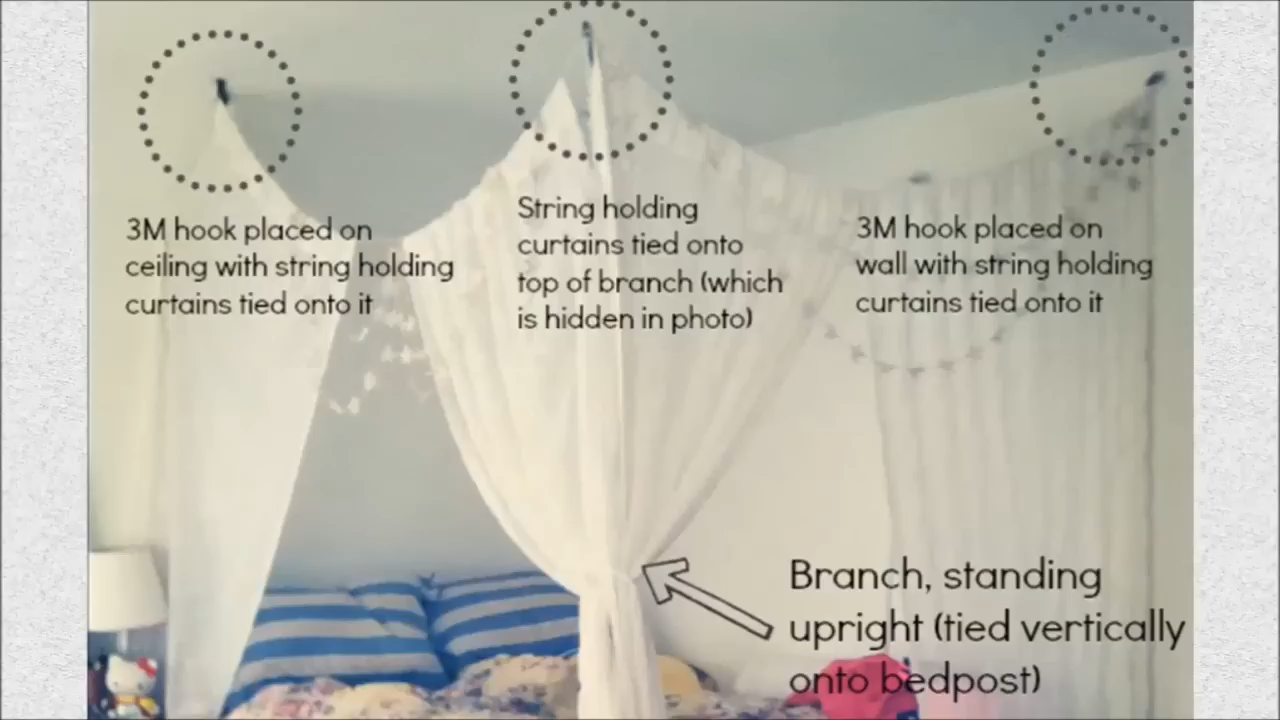 3M hook placed on
ceiling with string holding
curtains tied onto it
String holding
curtains tied onto
top of branch (which
is hidden in photo)
3M hook placed on
wall with string holding
curtains tied onto it
Branch, standing
upright (tied vertically
onto bedpost)